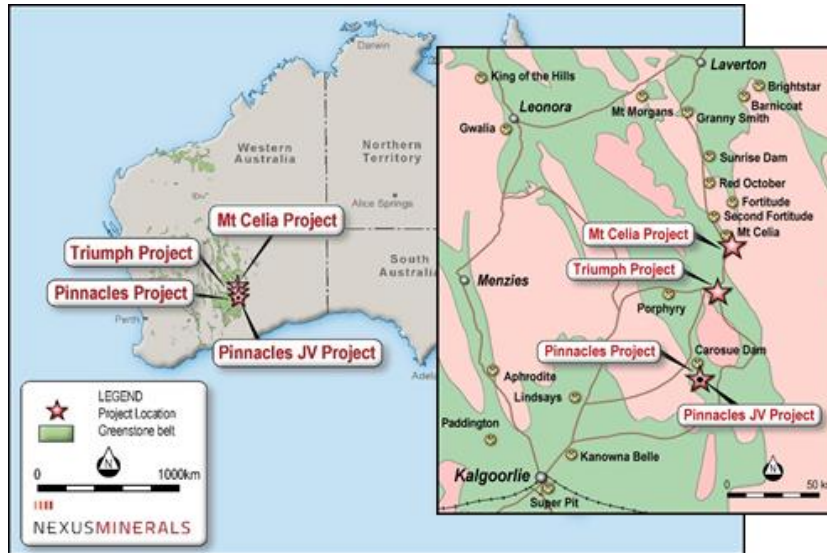 Darwin
Western
Australia
Northern
Territory
Alice Springs
Mt Celia Project
Triumph Project
Pinnacles Project
South
Australia
Perth
Pinnacles JV Project
LEGEND
Project Location
Greenstone belt
N
0 1000km
NEXUSMINERALS
Laverton
King of the Hills
Brightstar
Barnicoat
Leonora
Mt Morgans
Granny Smith
Gwalia
Sunrise Dam
Red October
Fortitude
Second Fortitude
Mt Celia
Mt Celia Project
Triumph Project
Menzies
Porphyry
Pinnacles Project
Carosue Dam
Aphrodite
Lindsays
Pinnacles JV Project
Paddington
Kanowna Belle
Kalgoorlie
Super Pit
N
0 50